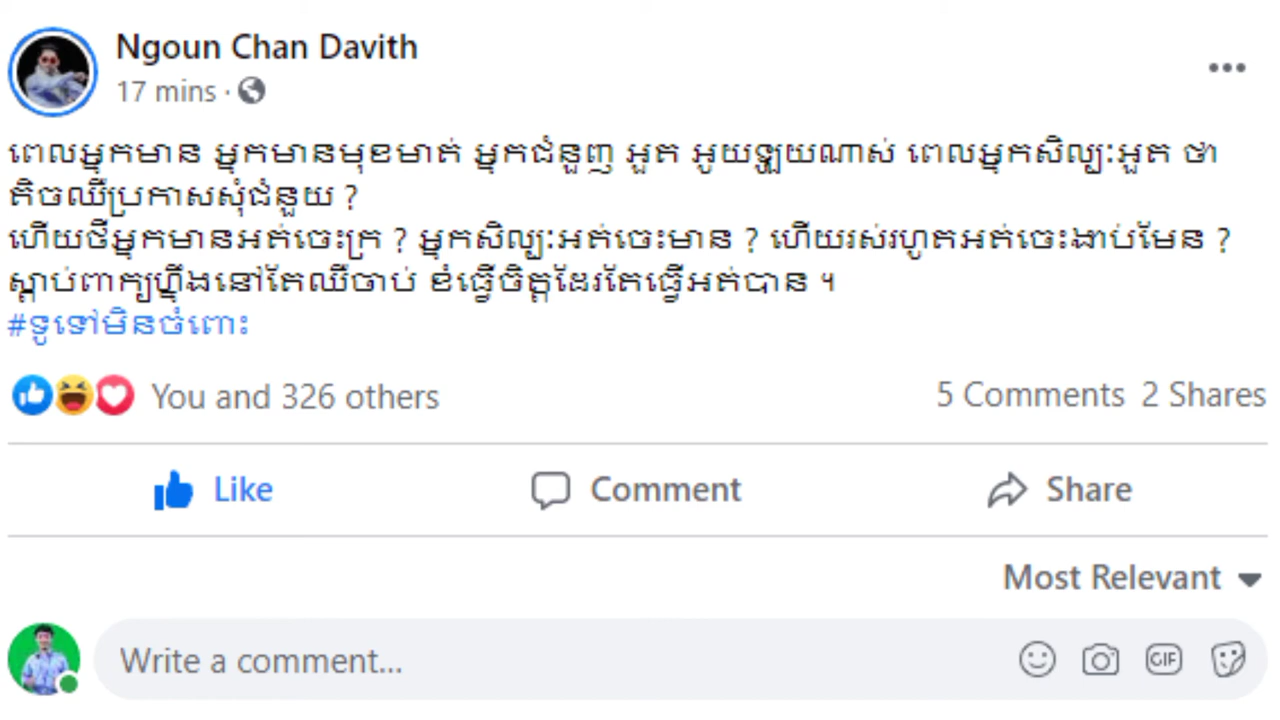 Ngoun Chan Davith
17 mins ·
ពេលអ្នកមាន អ្នកមានមុខមាត់ អ្នកជំនួញ អួត អូយឡូយណាស់ ពេលអ្នកសិល្បៈអួត ថា
តិចឈឺប្រកាសសុំជំនួយ ?
ហើយថីអ្នកមានអត់ចេះក្រ ? អ្នកសិល្បៈអត់ចេះមាន ? ហើយរស់រហូតអត់ចេះងាប់មែន ?
ស្ដាប់ពាក្យហ្នឹងនៅតែឈឺចាប់ ខំធ្វើចិត្តដែរតែធ្វើអត់បាន ។
#ទូទៅមិនចំពោះ
You and 326 others 5 Comments 2 Shares
Like Comment Share
Most Relevant
Write a comment... GIF